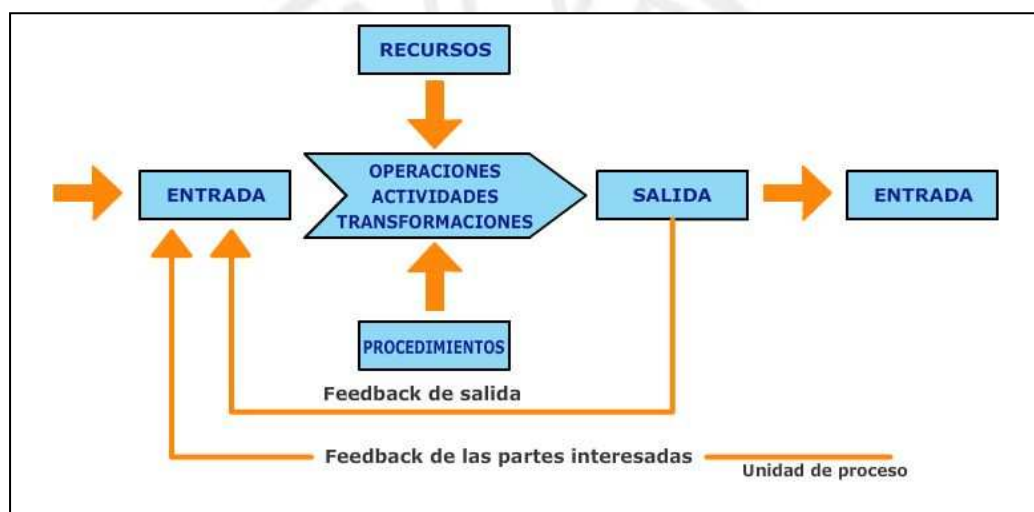 RECURSOS
ENTRADA
OPERACIONES
ACTIVIDADES
TRANSFORMACIONES
SALIDA
ENTRADA
PROCEDIMIENTOS
Feedback de salida
Feedback de las partes interesadas
Unidad de proceso